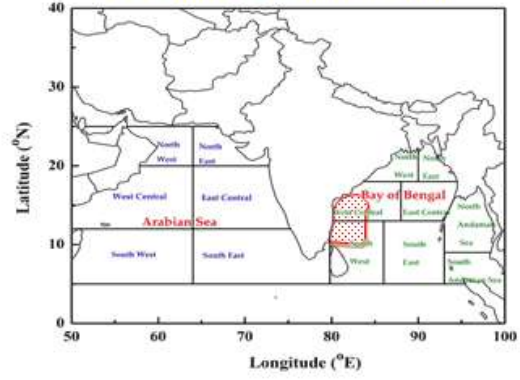 40
30
20
10
0
Latitude (°N)
North
West
North
East
West Central
East Central
Arabian Sea
South West
South East
North
West
North
East
Bay of Bengal
West Central
East Central
South
West
South
East
North
Andaman
Sea
South
Andaman Sea
50 60 70 80 90 100
Longitude (°E)